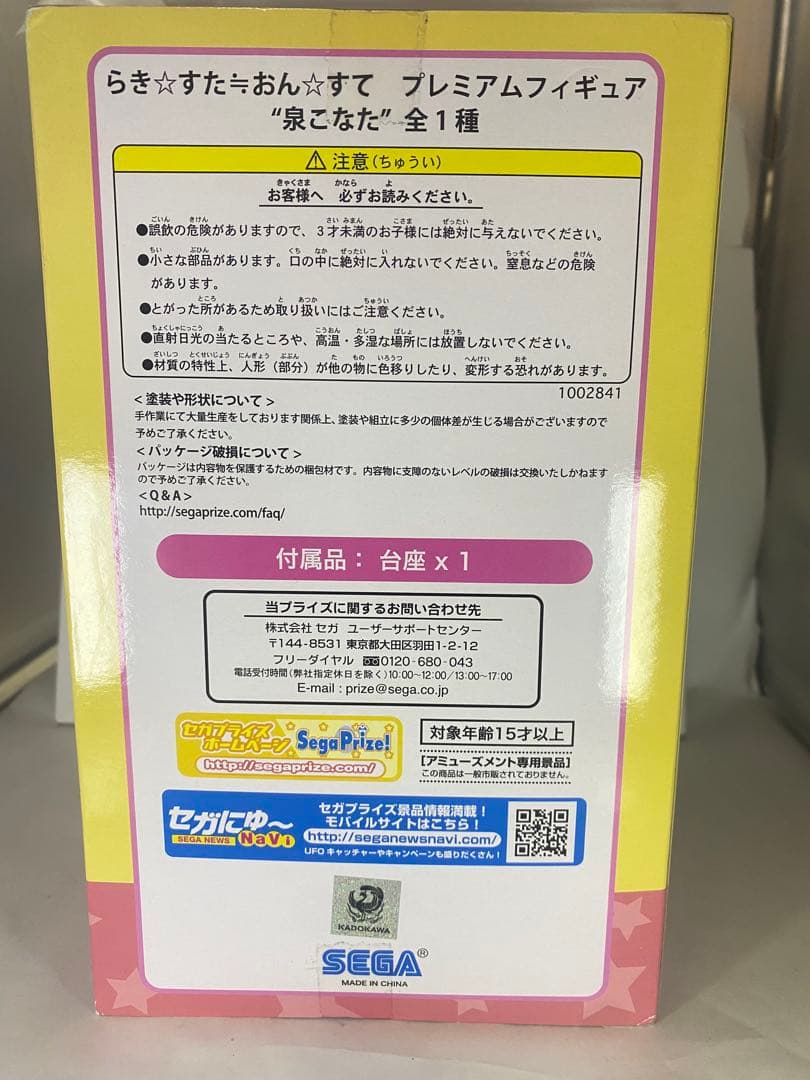 らき☆すた≒おん☆すて プレミアムフィギュア
“泉こなた” 全1種
⚠ 注意(ちゅうい)
お客様へ 必ずお読みください。
●誤飲の危険がありますので、3才未満のお子様には絶対に与えないでください。
●小さな部品があります。口の中に絶対に入れないでください。窒息などの危険
があります。
●とがった所があるため取り扱いにはご注意ください。
●直射日光の当たるところや、高温・多湿な場所には放置しないでください。
●材質の特性上、人形(部分)が他の物に色移りしたり、変形する恐れがあります。
1002841
<塗装や形状について>
手作業にて大量生産をしております関係上、塗装や組立に多少の個体差が生じる場合がございますので
予めご了承ください。
<パッケージ破損について>
パッケージは内容物を保護するための梱包材です。内容物に支障のないレベルの破損は交換いたしかねます
ので予めご了承ください。
<Q&A>
http://segaprize.com/faq/
付属品: 台座 x 1
当プライズに関するお問い合わせ先
株式会社 セガ ユーザーサポートセンター
〒144-8531 東京都大田区羽田1-2-12
フリーダイヤル 0120-680-043
電話受付時間(弊社指定休日を除く)10:00~12:00/13:00~17:00
E-mail : prize@sega.co.jp
セガプライズ
ホームページ
SegaPrize!
http://segaprize.com/
対象年齢15才以上
【アミューズメント専用景品】
この商品は一般市販されておりません。
セガにゅ~
SEGA NEWS NaVi
セガプライズ景品情報満載!
モバイルサイトはこちら!
http://seganewsnavi.com/
UFO キャッチャーやキャンペーンも盛りだくさん!
KADOKAWA
SEGA®
MADE IN CHINA